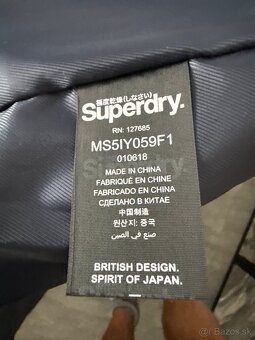 極度乾燥(しなさい)
Superdry.
RN: 127685
MS5IY059F1
010618
MADE IN CHINA
FABRIQUÉ EN CHINE
FABRICADO EN CHINA
СДЕЛАНО В КИТАЕ
中国制造
원산지: 중국
صنع في الصين
BRITISH DESIGN.
SPIRIT OF JAPAN.
bazos.sk